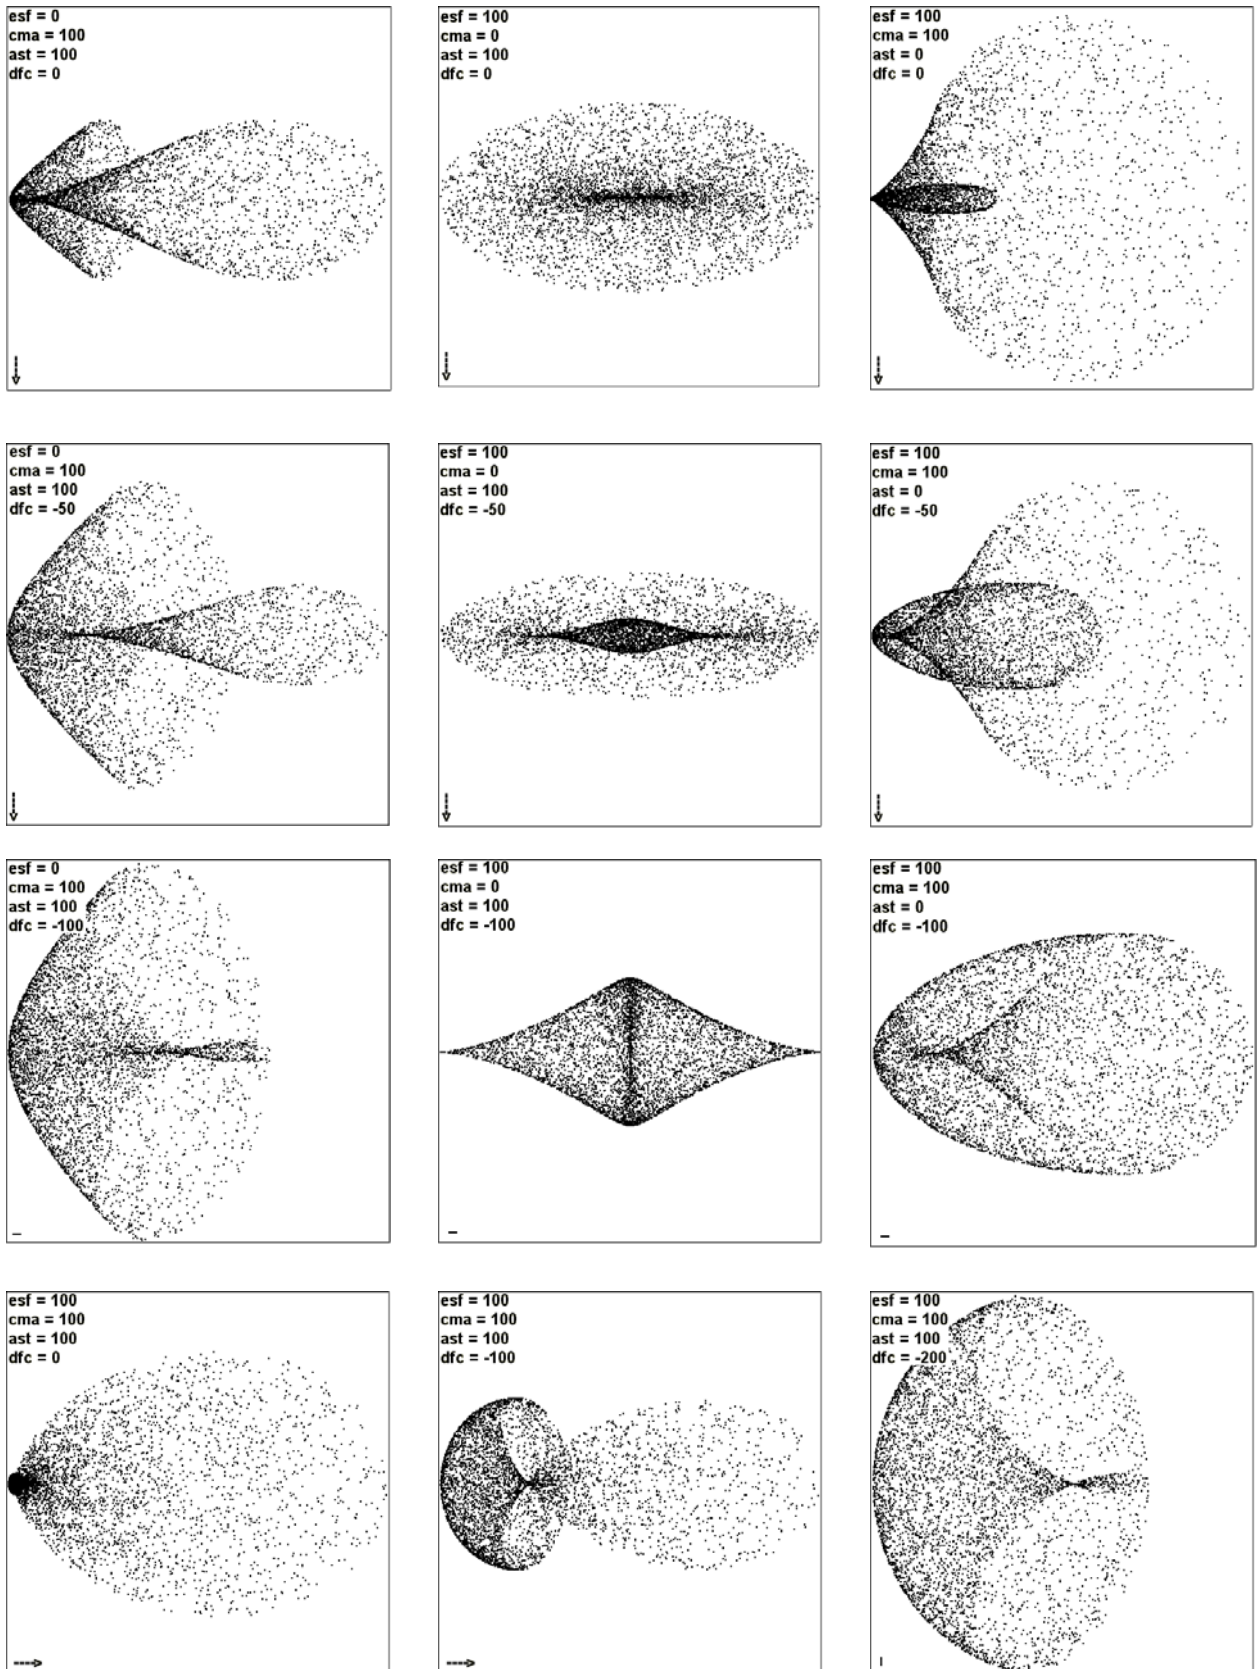 esf = 0
cma = 100
ast = 100
dfc = 0
esf = 100
cma = 0
ast = 100
dfc = 0
esf = 100
cma = 100
ast = 0
dfc = 0
esf = 0
cma = 100
ast = 100
dfc = -50
esf = 100
cma = 0
ast = 100
dfc = -50
esf = 100
cma = 100
ast = 0
dfc = -50
esf = 0
cma = 100
ast = 100
dfc = -100
esf = 100
cma = 0
ast = 100
dfc = -100
esf = 100
cma = 100
ast = 0
dfc = -100
esf = 100
cma = 100
ast = 100
dfc = 0
esf = 100
cma = 100
ast = 100
dfc = -100
esf = 100
cma = 100
ast = 100
dfc = -200